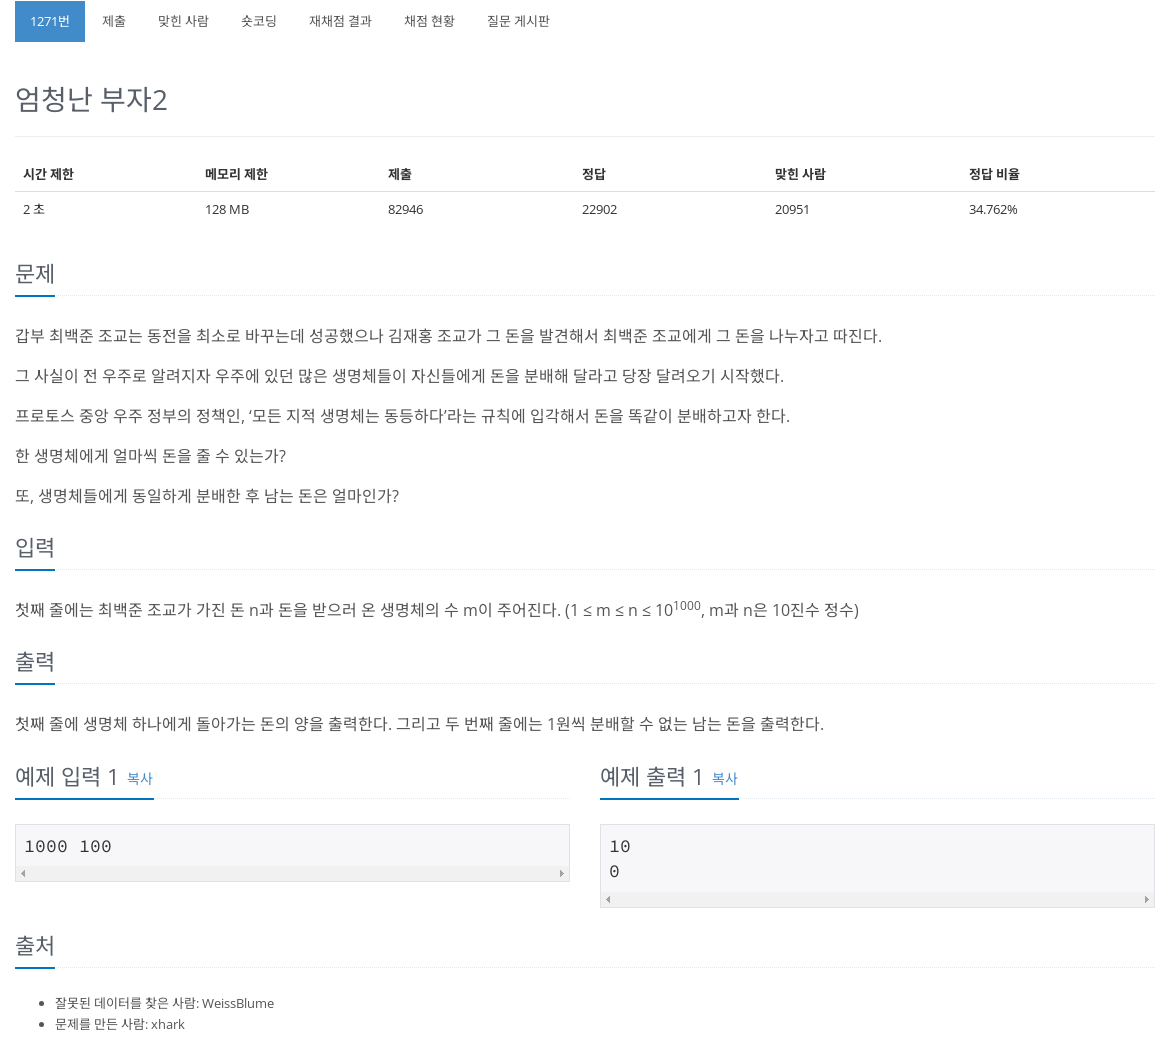 1271번 제출 맞힌 사람 숏코딩 재채점 결과 채점 현황 질문 게시판
엄청난 부자2
시간 제한 메모리 제한 제출 정답 맞힌 사람 정답 비율
2 초 128 MB 82946 22902 20951 34.762%
문제
갑부 최백준 조교는 동전을 최소로 바꾸는데 성공했으나 김재홍 조교가 그 돈을 발견해서 최백준 조교에게 그 돈을 나누자고 따진다.
그 사실이 전 우주로 알려지자 우주에 있던 많은 생명체들이 자신들에게 돈을 분배해 달라고 당장 달려오기 시작했다.
프로토스 중앙 우주 정부의 정책인, ‘모든 지적 생명체는 동등하다’라는 규칙에 입각해서 돈을 똑같이 분배하고자 한다.
한 생명체에게 얼마씩 돈을 줄 수 있는가?
또, 생명체들에게 동일하게 분배한 후 남는 돈은 얼마인가?
입력
첫째 줄에는 최백준 조교가 가진 돈 n과 돈을 받으러 온 생명체의 수 m이 주어진다. (1 ≤ m ≤ n ≤ 10^1000, m과 n은 10진수 정수)
출력
첫째 줄에 생명체 하나에게 돌아가는 돈의 양을 출력한다. 그리고 두 번째 줄에는 1원씩 분배할 수 없는 남는 돈을 출력한다.
예제 입력 1 복사
1000 100
예제 출력 1 복사
10
0
출처
잘못된 데이터를 찾은 사람: WeissBlume
문제를 만든 사람: xhark